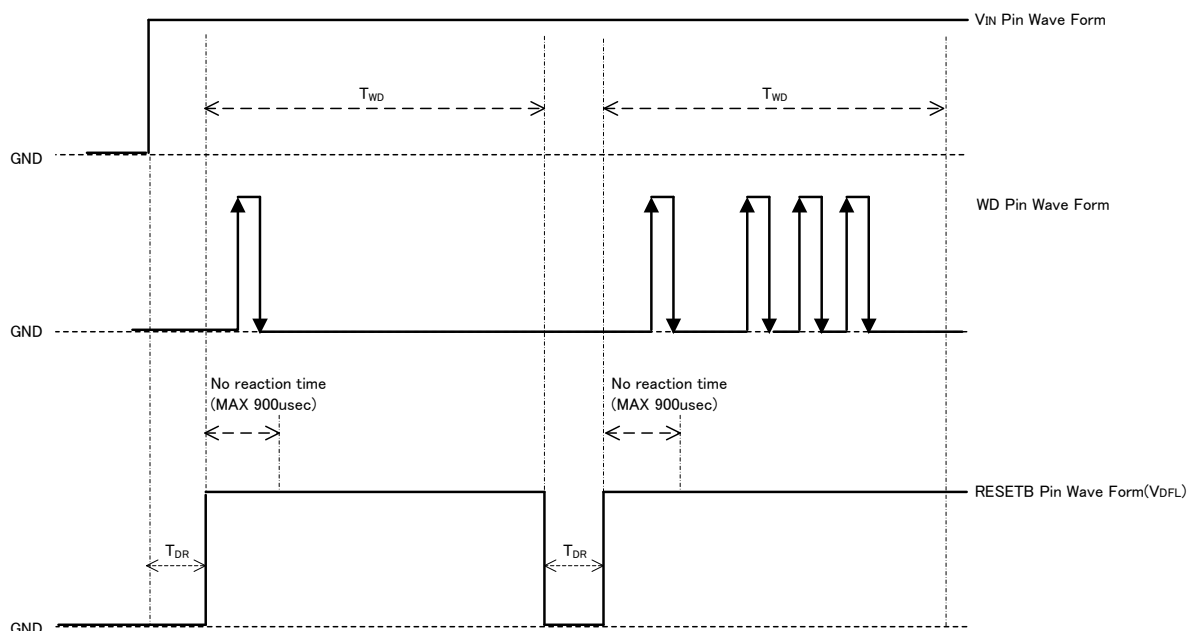 VIN Pin Wave Form
TWD
TWD
GND
WD Pin Wave Form
GND
No reaction time
(MAX 900usec)
No reaction time
(MAX 900usec)
RESETB Pin Wave Form(VDFL)
TDR
TDR
GND